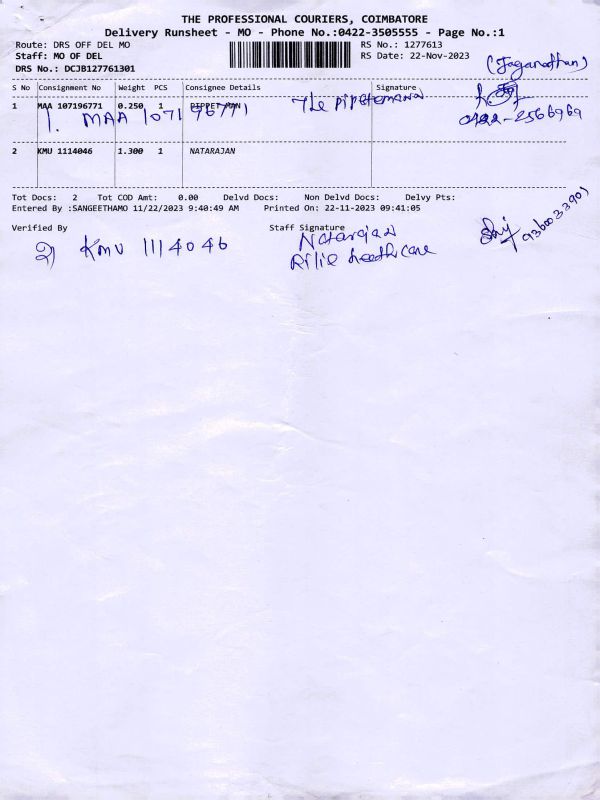 THE PROFESSIONAL COURIERS, COIMBATORE
Delivery Runsheet - MO - Phone No.:0422-3505555 - Page No.:1
Route: DRS OFF DEL MO RS No.: 1277613
Staff: MO OF DEL RS Date: 22-Nov-2023
DRS No.: DCJB127761301 (Jaganathan)
S No Consignment No Weight PCS Consignee Details Signature
1 MAA 107196771 0.250 1 PIPPET MAN The pipetemana
1. MAA 107196771 0422-2566969
2 KMU 1114046 1.300 1 NATARAJAN
Tot Docs: 2 Tot COD Amt: 0.00 Delvd Docs: Non Delvd Docs: Delvy Pts:
Entered By :SANGEETHAMO 11/22/2023 9:40:49 AM Printed On: 22-11-2023 09:41:05
Verified By Staff Signature
2) KMU 1114046 Natarajan
healthcare